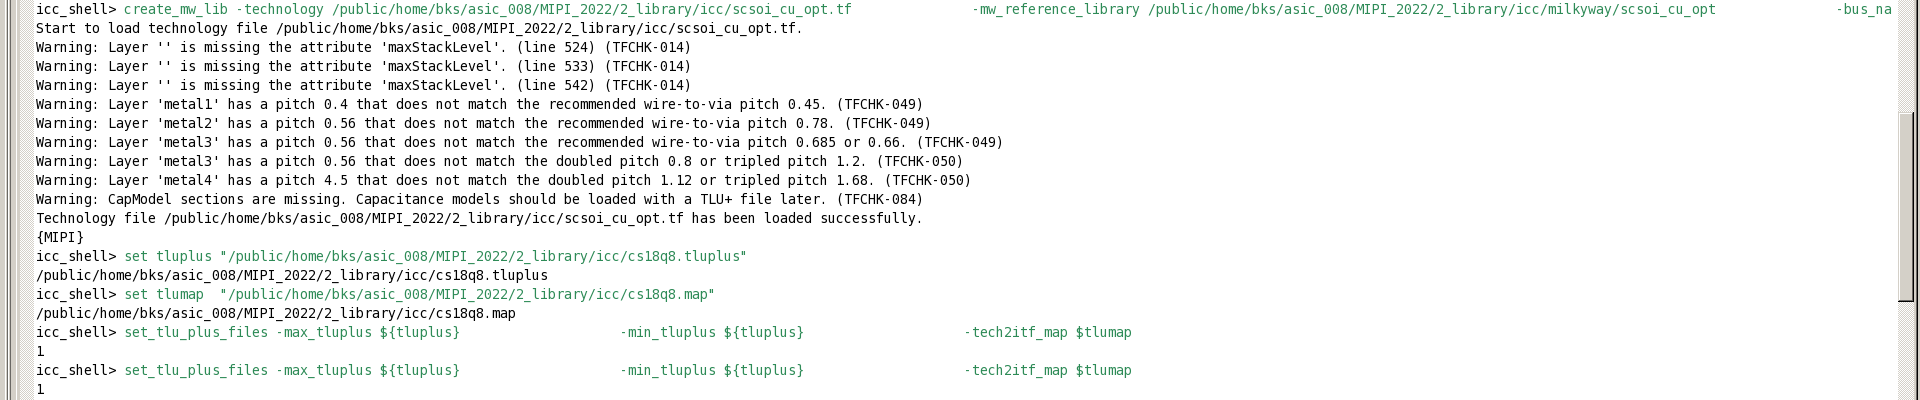 icc_shell> create_mw_lib -technology /public/home/bks/asic_008/MIPI_2022/2_library/icc/scsoi_cu_opt.tf               -mw_reference_library /public/home/bks/asic_008/MIPI_2022/2_library/icc/milkyway/scsoi_cu_opt               -bus_na
Start to load technology file /public/home/bks/asic_008/MIPI_2022/2_library/icc/scsoi_cu_opt.tf.
Warning: Layer '' is missing the attribute 'maxStackLevel'. (line 524) (TFCHK-014)
Warning: Layer '' is missing the attribute 'maxStackLevel'. (line 533) (TFCHK-014)
Warning: Layer '' is missing the attribute 'maxStackLevel'. (line 542) (TFCHK-014)
Warning: Layer 'metal1' has a pitch 0.4 that does not match the recommended wire-to-via pitch 0.45. (TFCHK-049)
Warning: Layer 'metal2' has a pitch 0.56 that does not match the recommended wire-to-via pitch 0.78. (TFCHK-049)
Warning: Layer 'metal3' has a pitch 0.56 that does not match the recommended wire-to-via pitch 0.685 or 0.66. (TFCHK-049)
Warning: Layer 'metal3' has a pitch 0.56 that does not match the doubled pitch 0.8 or tripled pitch 1.2. (TFCHK-050)
Warning: Layer 'metal4' has a pitch 4.5 that does not match the doubled pitch 1.12 or tripled pitch 1.68. (TFCHK-050)
Warning: CapModel sections are missing. Capacitance models should be loaded with a TLU+ file later. (TFCHK-084)
Technology file /public/home/bks/asic_008/MIPI_2022/2_library/icc/scsoi_cu_opt.tf has been loaded successfully.
{MIPI}
icc_shell> set tluplus "/public/home/bks/asic_008/MIPI_2022/2_library/icc/cs18q8.tluplus"
/public/home/bks/asic_008/MIPI_2022/2_library/icc/cs18q8.tluplus
icc_shell> set tlumap  "/public/home/bks/asic_008/MIPI_2022/2_library/icc/cs18q8.map"
/public/home/bks/asic_008/MIPI_2022/2_library/icc/cs18q8.map
icc_shell> set_tlu_plus_files -max_tluplus ${tluplus}                    -min_tluplus ${tluplus}                    -tech2itf_map $tlumap
1
icc_shell> set_tlu_plus_files -max_tluplus ${tluplus}                    -min_tluplus ${tluplus}                    -tech2itf_map $tlumap
1